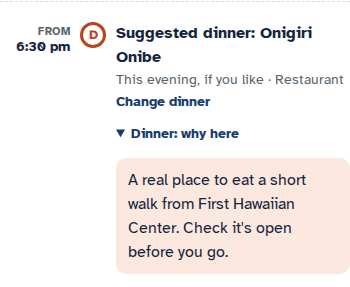 FROM
6:30 pm
D
Suggested dinner: Onigiri
Onibe
This evening, if you like · Restaurant
Change dinner
▼ Dinner: why here
A real place to eat a short
walk from First Hawaiian
Center. Check it's open
before you go.